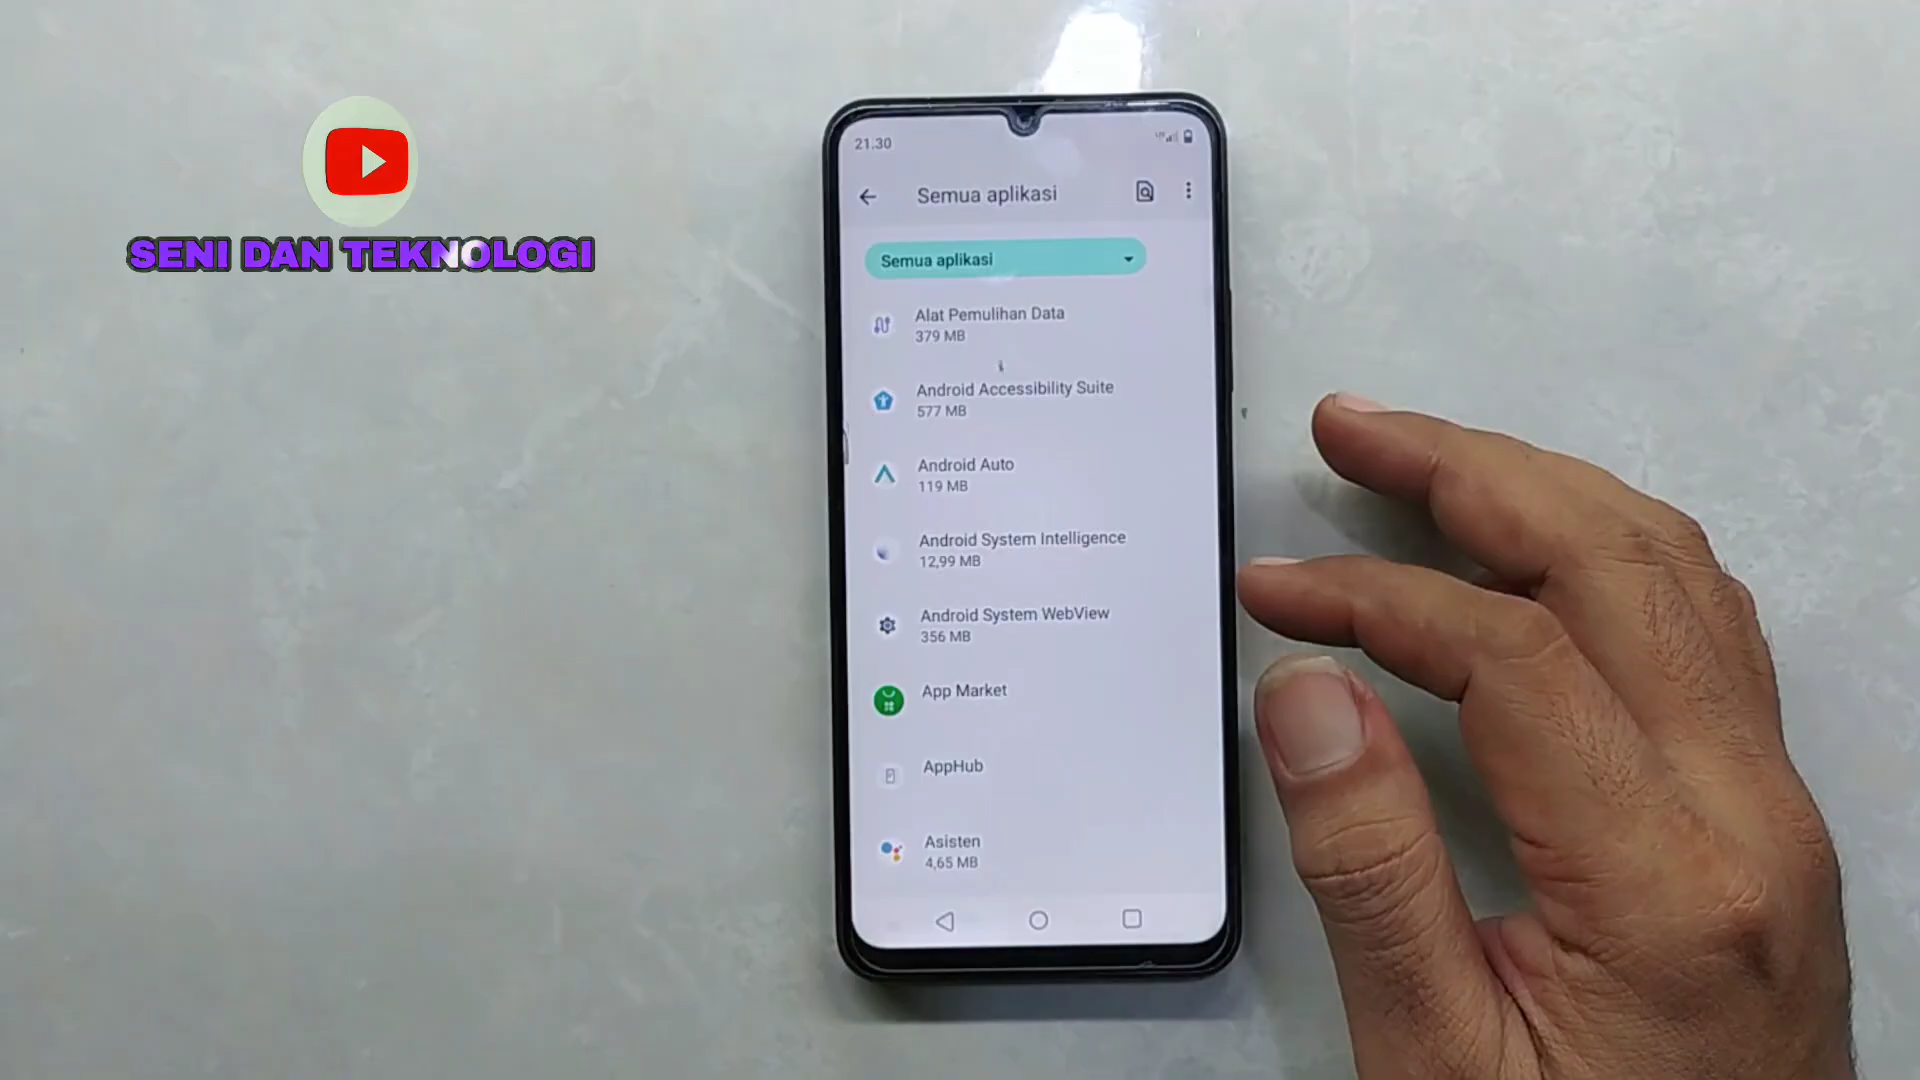 SENI DAN TEKNOLOGI
21.30
Semua aplikasi
Semua aplikasi
Alat Pemulihan Data
379 MB
Android Accessibility Suite
577 MB
Android Auto
119 MB
Android System Intelligence
12,99 MB
Android System WebView
356 MB
App Market
AppHub
Asisten
4,65 MB